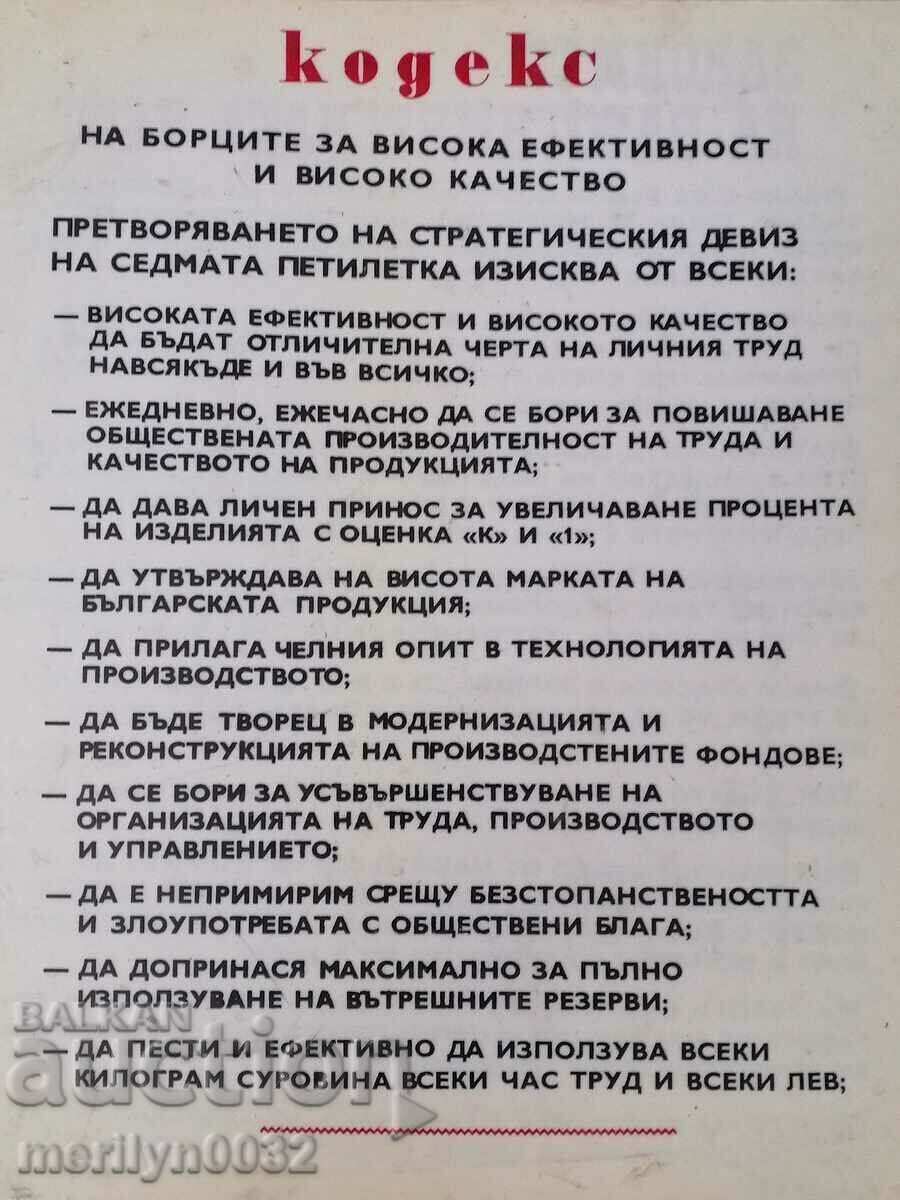 кодекс
НА БОРЦИТЕ ЗА ВИСОКА ЕФЕКТИВНОСТ
И ВИСОКО КАЧЕСТВО
ПРЕТВОРЯВАНЕТО НА СТРАТЕГИЧЕСКИЯ ДЕВИЗ
НА СЕДМАТА ПЕТИЛЕТКА ИЗИСКВА ОТ ВСЕКИ:
— ВИСОКАТА ЕФЕКТИВНОСТ И ВИСОКОТО КАЧЕСТВО
ДА БЪДАТ ОТЛИЧИТЕЛНА ЧЕРТА НА ЛИЧНИЯ ТРУД
НАВСЯКЪДЕ И ВЪВ ВСИЧКО;
— ЕЖЕДНЕВНО, ЕЖЕЧАСНО ДА СЕ БОРИ ЗА ПОВИШАВАНЕ
ОБЩЕСТВЕНАТА ПРОИЗВОДИТЕЛНОСТ НА ТРУДА И
КАЧЕСТВОТО НА ПРОДУКЦИЯТА;
— ДА ДАВА ЛИЧЕН ПРИНОС ЗА УВЕЛИЧАВАНЕ ПРОЦЕНТА
НА ИЗДЕЛИЯТА С ОЦЕНКА «К» И «1»;
— ДА УТВЪРЖДАВА НА ВИСОТА МАРКАТА НА
БЪЛГАРСКАТА ПРОДУКЦИЯ;
— ДА ПРИЛАГА ЧЕЛНИЯ ОПИТ В ТЕХНОЛОГИЯТА НА
ПРОИЗВОДСТВОТО;
— ДА БЪДЕ ТВОРЕЦ В МОДЕРНИЗАЦИЯТА И
РЕКОНСТРУКЦИЯТА НА ПРОИЗВОДСТЕНИТЕ ФОНДОВЕ;
— ДА СЕ БОРИ ЗА УСЪВЪРШЕНСТВУВАНЕ НА
ОРГАНИЗАЦИЯТА НА ТРУДА, ПРОИЗВОДСТВОТО
И УПРАВЛЕНИЕТО;
— ДА Е НЕПРИМИРИМ СРЕЩУ БЕЗСТОПАНСТВЕНОСТТА
И ЗЛОУПОТРЕБАТА С ОБЩЕСТВЕНИ БЛАГА;
— ДА ДОПРИНАСЯ МАКСИМАЛНО ЗА ПЪЛНО
ИЗПОЛЗУВАНЕ НА ВЪТРЕШНИТЕ РЕЗЕРВИ;
— ДА ПЕСТИ И ЕФЕКТИВНО ДА ИЗПОЛЗУВА ВСЕКИ
КИЛОГРАМ СУРОВИНА ВСЕКИ ЧАС ТРУД И ВСЕКИ ЛЕВ;
BALKAN
auction
merilyn0032